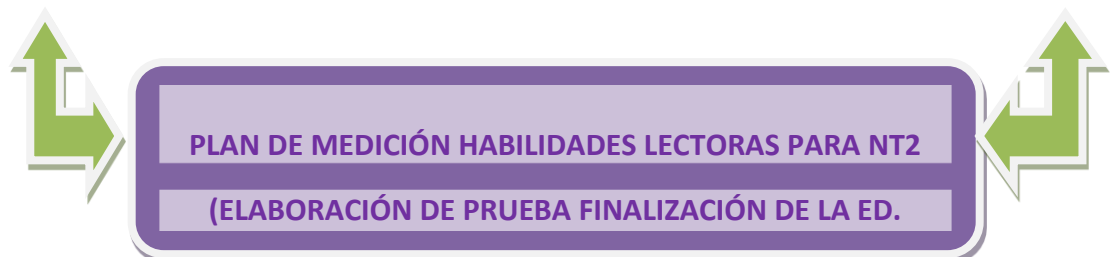 PLAN DE MEDICIÓN HABILIDADES LECTORAS PARA NT2
(ELABORACIÓN DE PRUEBA FINALIZACIÓN DE LA ED.